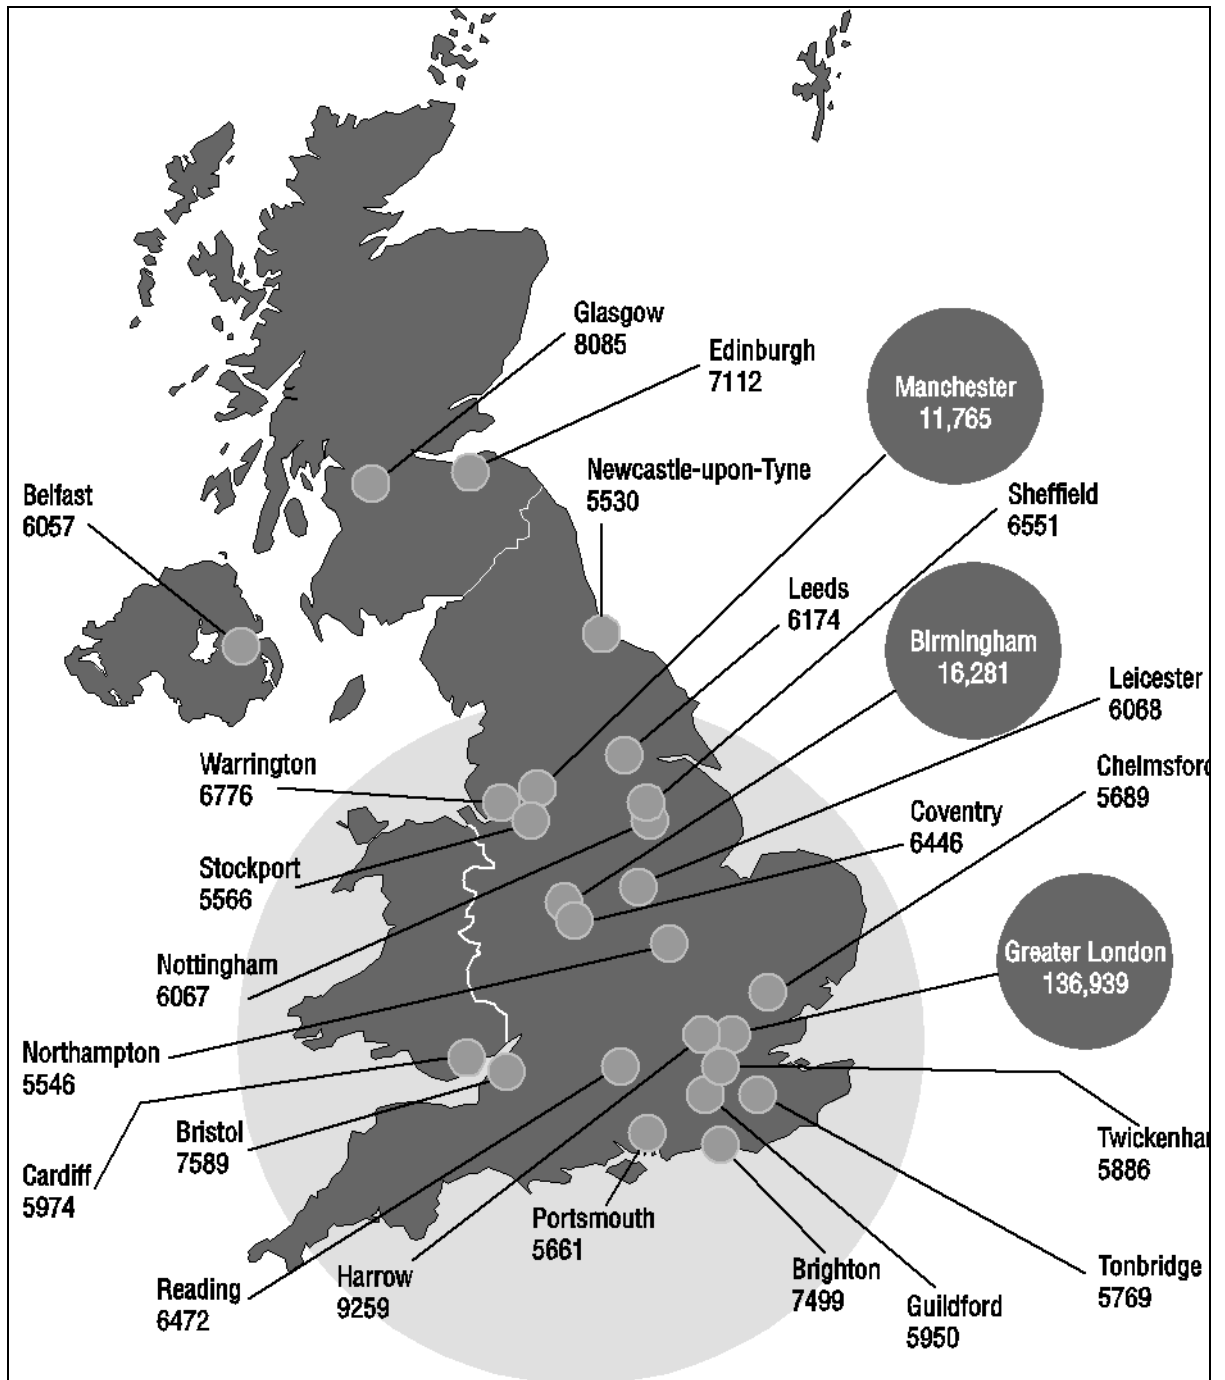 Glasgow
8085
Edinburgh
7112
Manchester
11,765
Newcastle-upon-Tyne
5530
Sheffield
6551
Belfast
6057
Leeds
6174
Birmingham
16,281
Leicester
6068
Warrington
6776
Chelmsford
5689
Coventry
6446
Stockport
5566
Nottingham
6067
Greater London
136,939
Northampton
5546
Bristol
7589
Cardiff
5974
Twickenhar
5886
Portsmouth
5661
Reading
6472
Harrow
9259
Brighton
7499
Guildford
5950
Tonbridge
5769